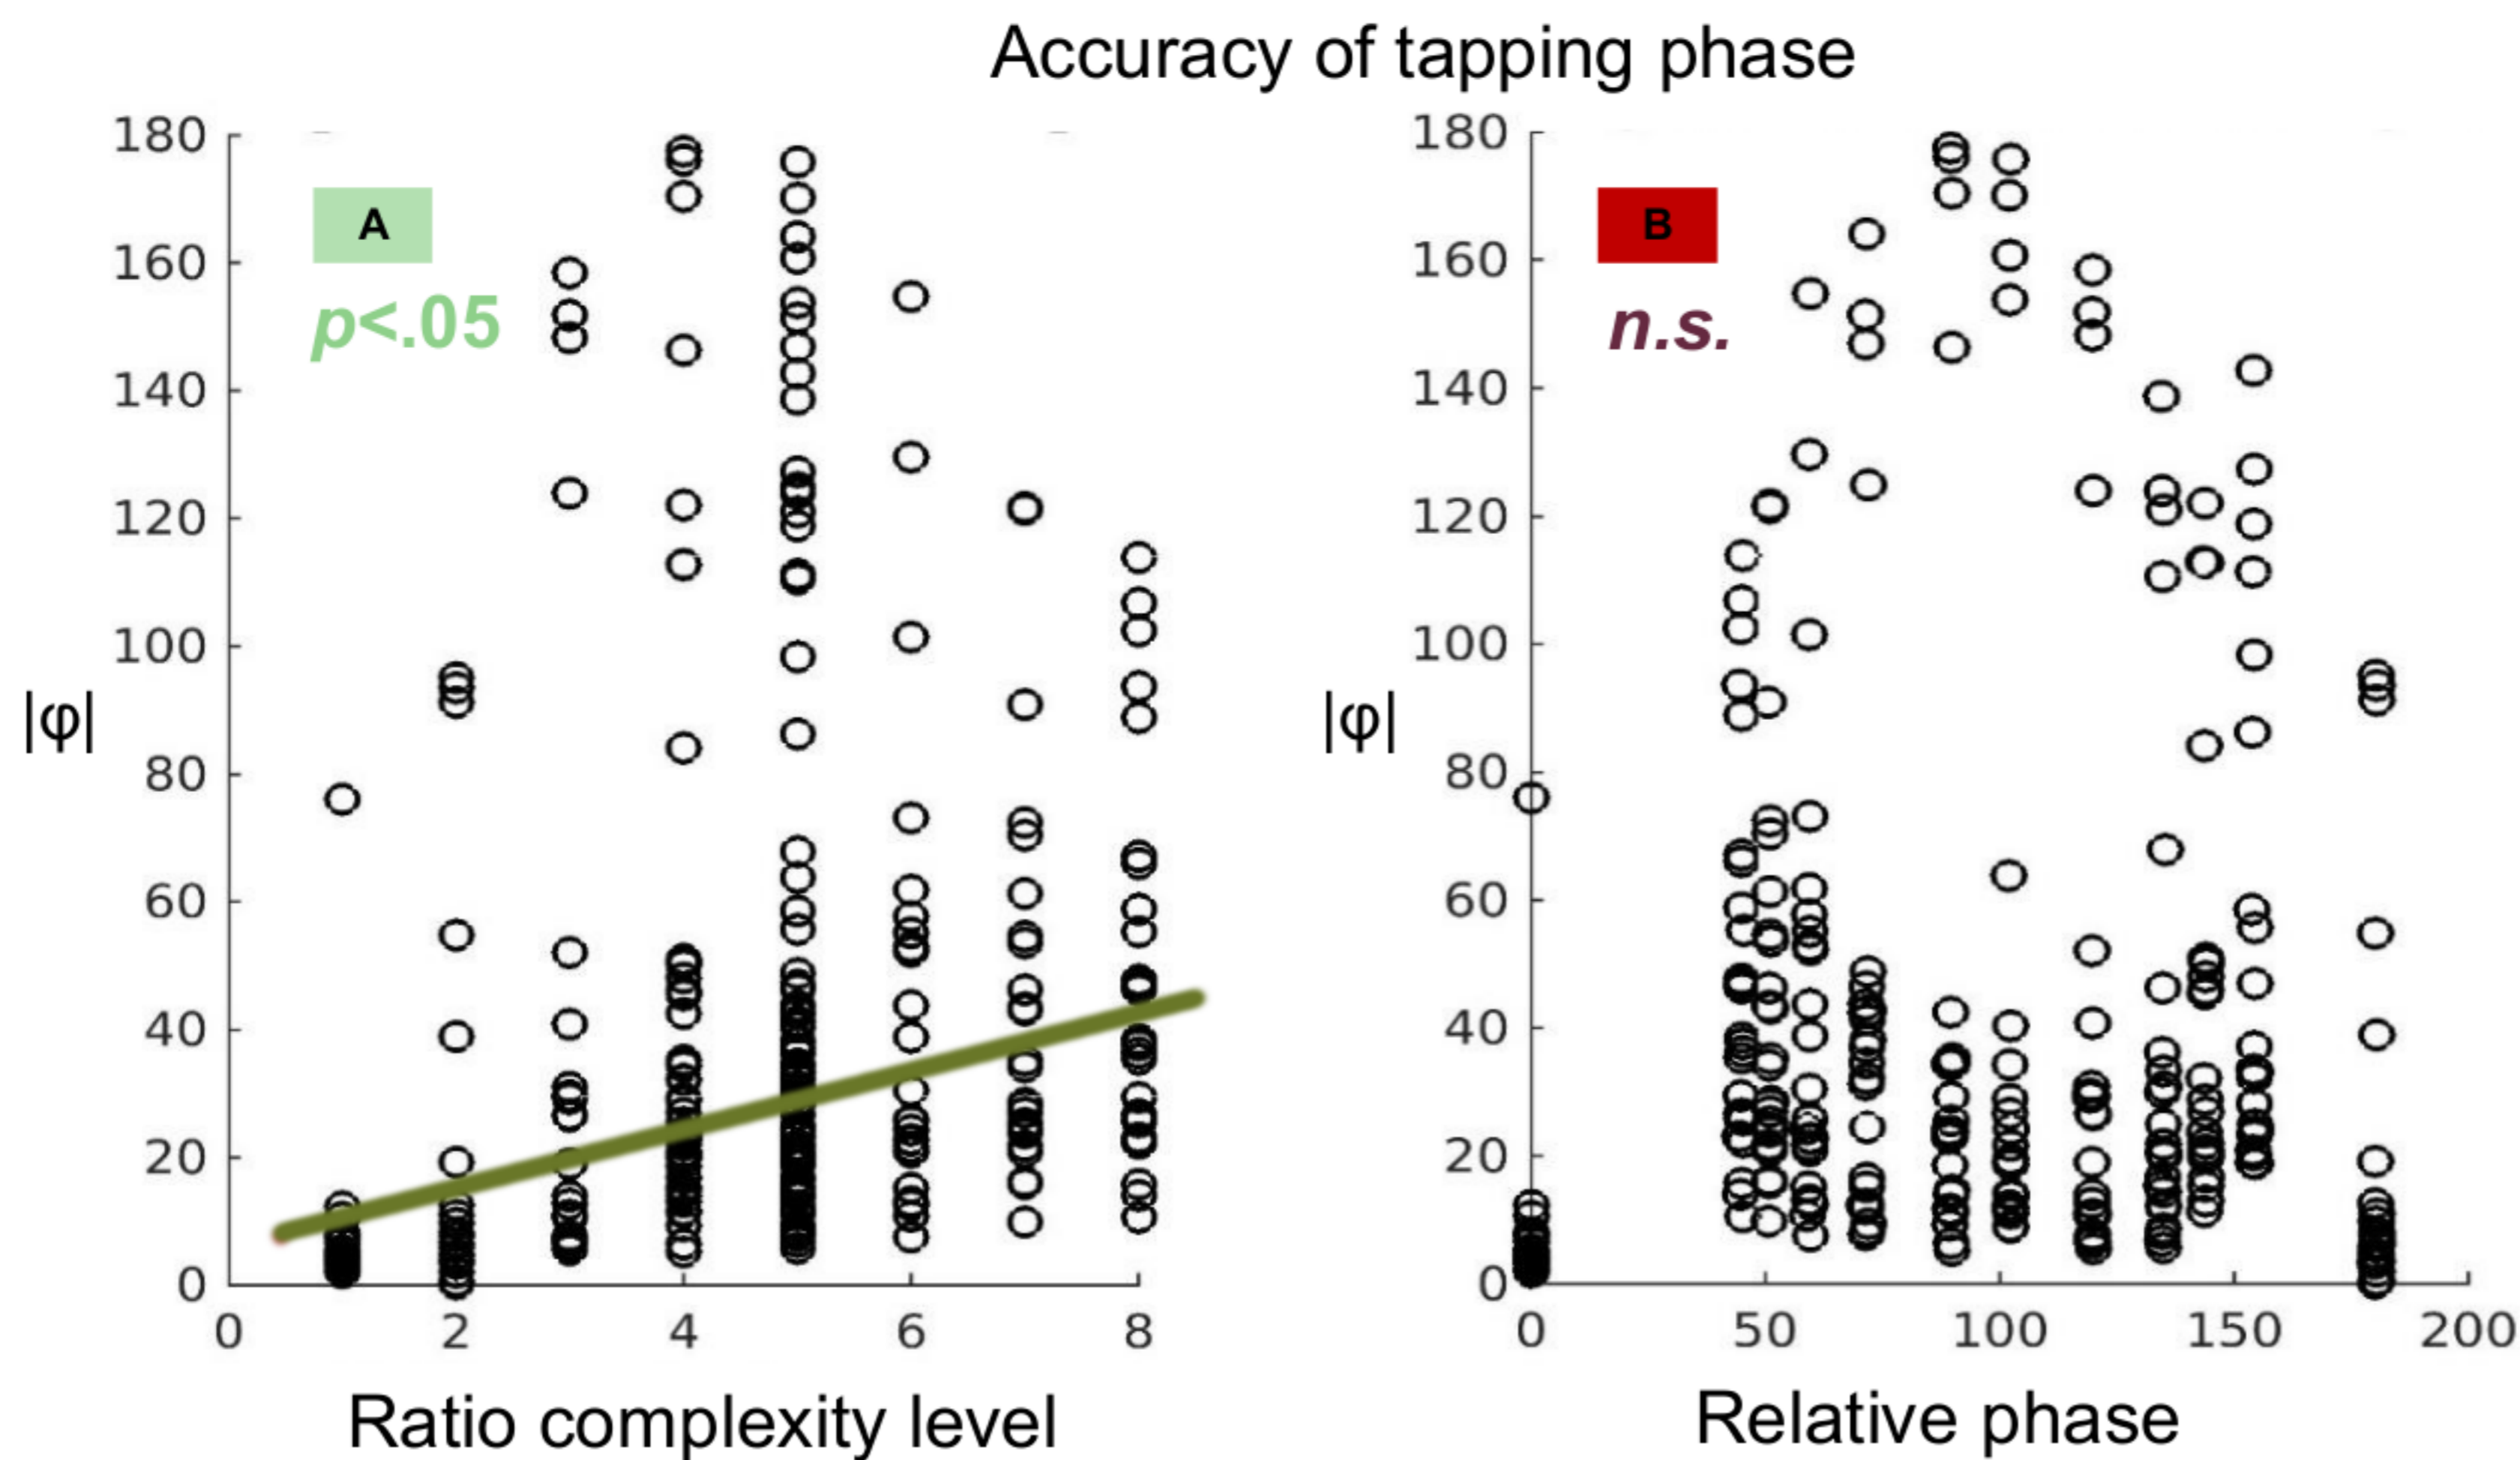 Accuracy of tapping phase
A
p<.05
|φ|
180
160
140
120
100
80
60
40
20
0
0 2 4 6 8
Ratio complexity level
B
n.s.
|φ|
180
160
140
120
100
80
60
40
20
0
0 50 100 150 200
Relative phase